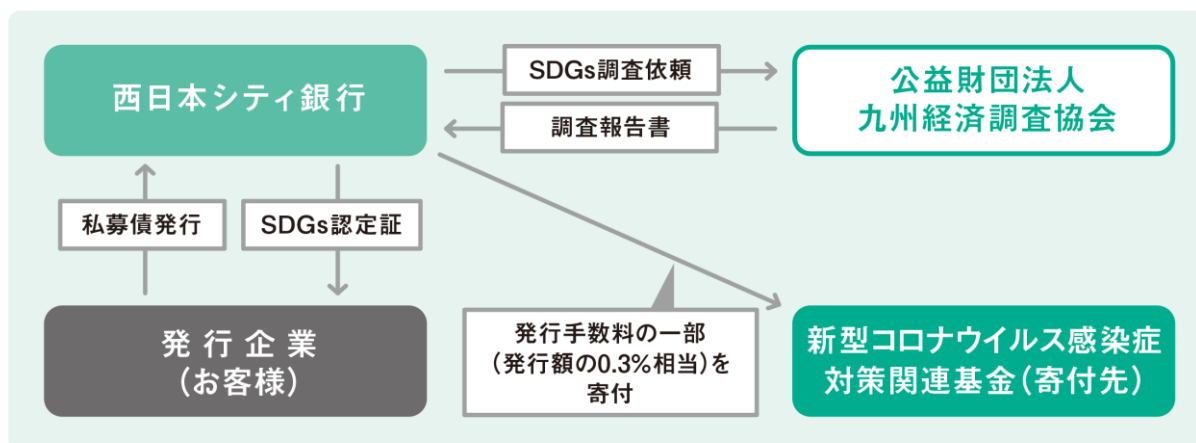 西日本シティ銀行
SDGs調査依頼
調査報告書
公益財団法人
九州経済調査協会
私募債発行
SDGs認定証
発行企業
(お客様)
発行手数料の一部
(発行額の0.3%相当)を
寄付
新型コロナウイルス感染症
対策関連基金(寄付先)